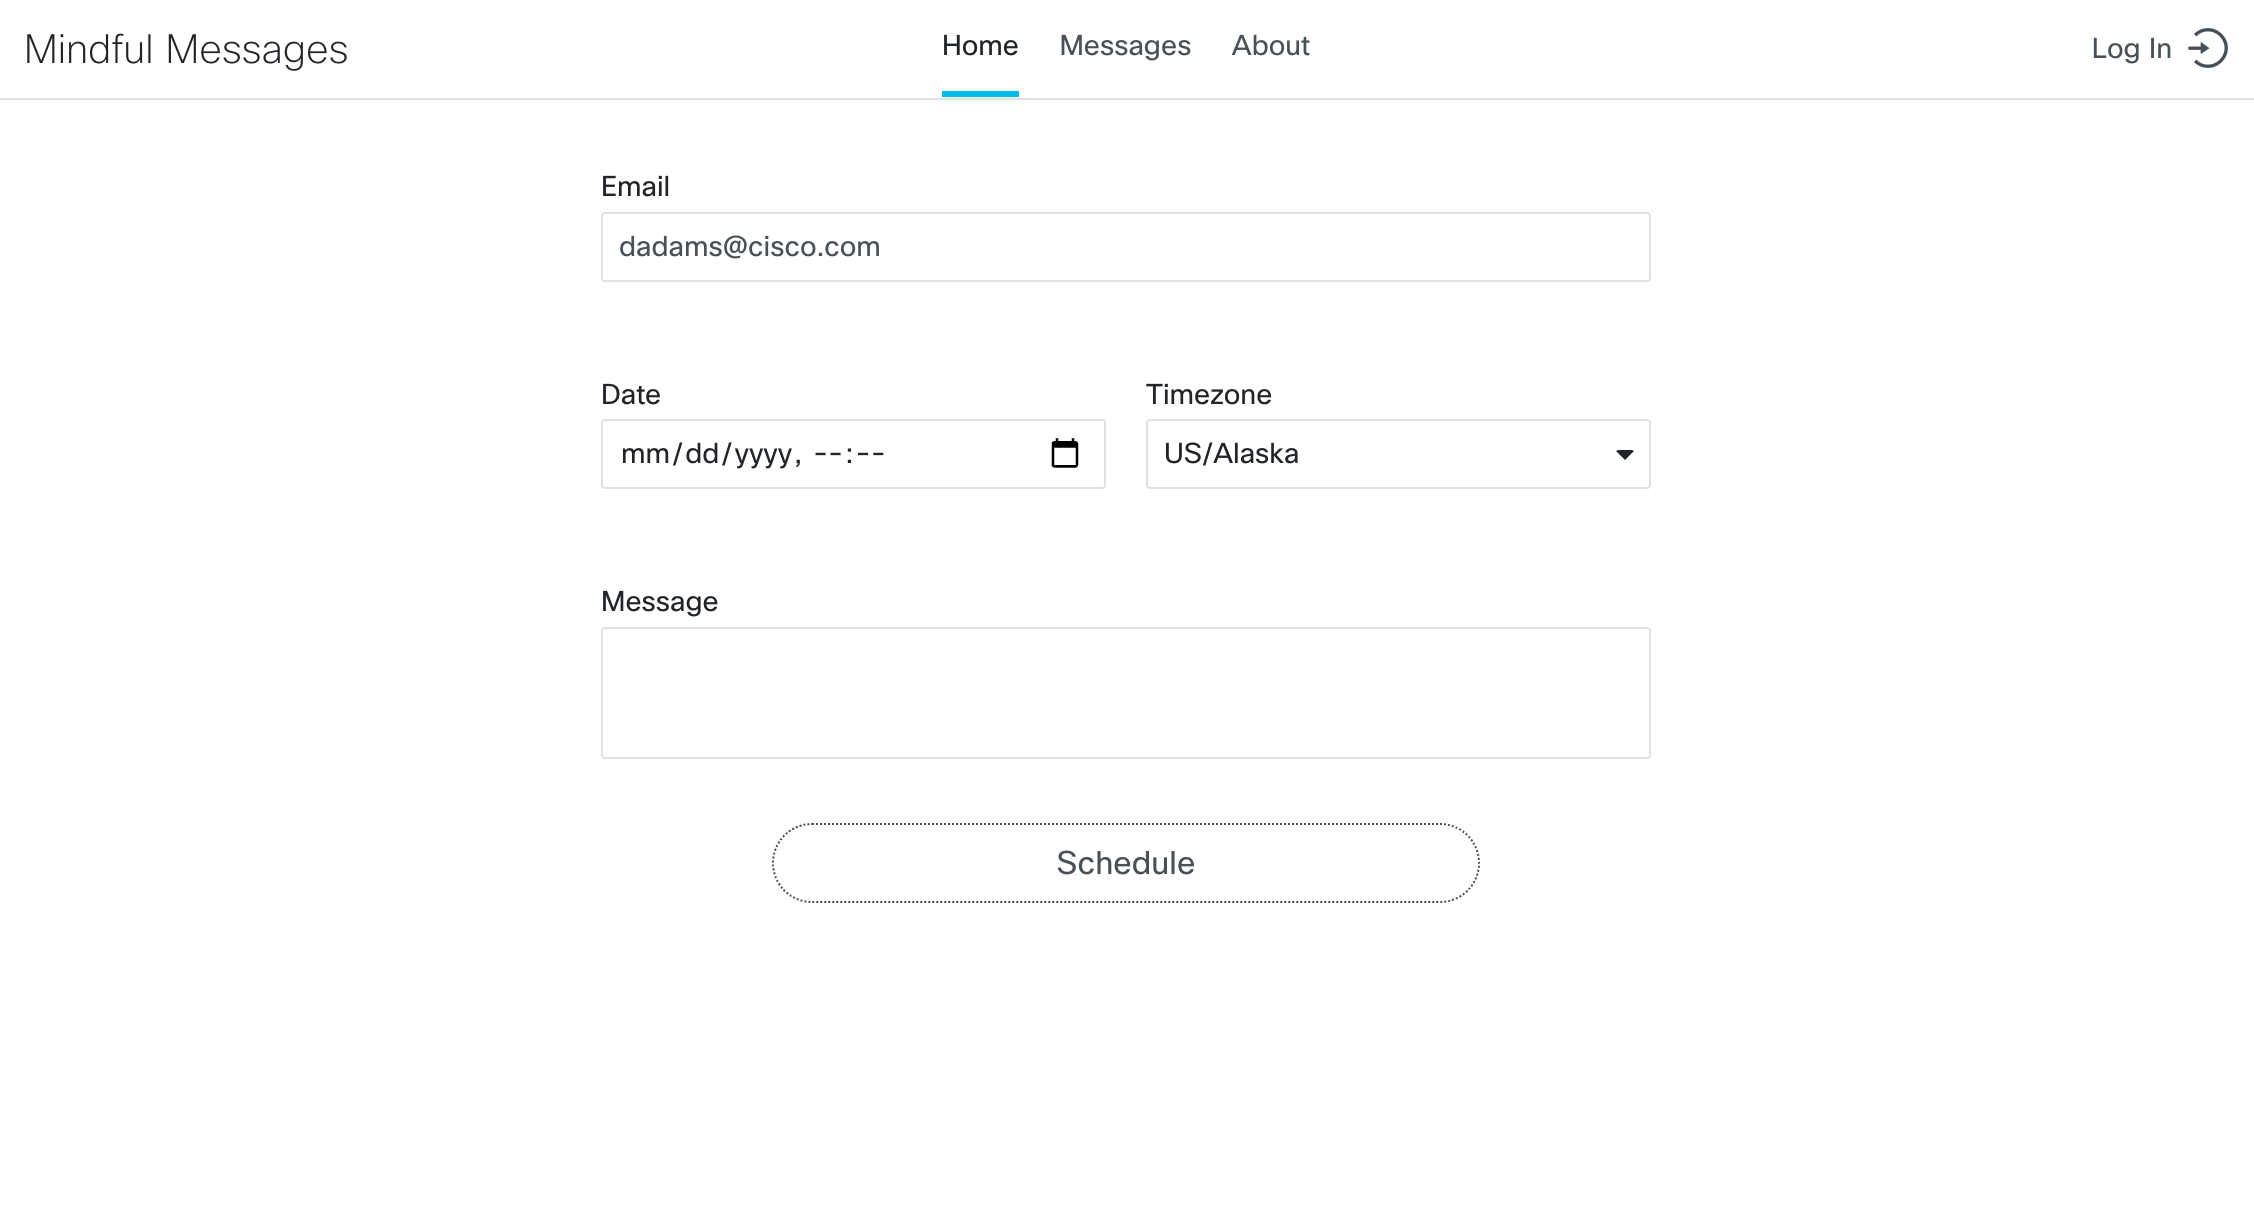 Mindful Messages
Home Messages About
Log In
Email
dadams@cisco.com
Date
mm/dd/yyyy, --:--
Timezone
US/Alaska
Message
Schedule